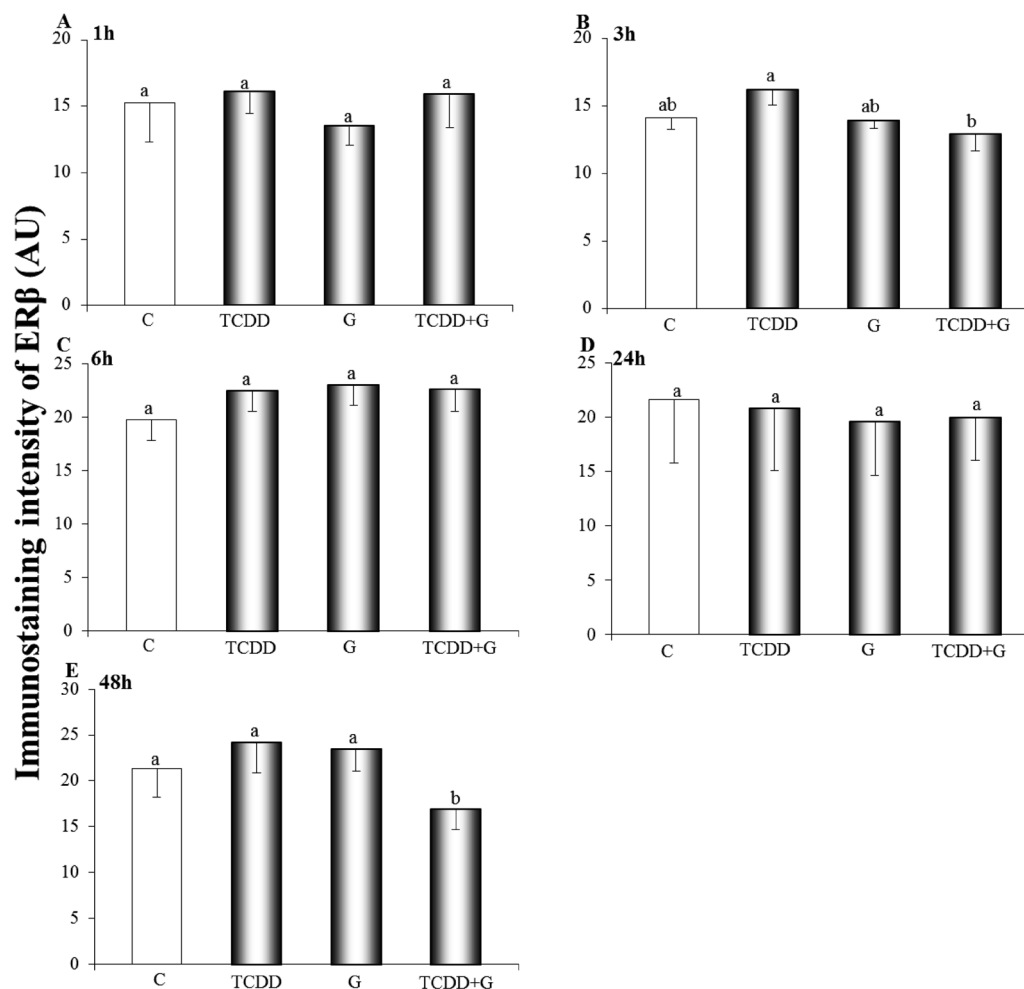 Immunostaining intensity of ERβ (AU)
A 1h
20
15
10
5
0
a a a a
C TCDD G TCDD+G
B 3h
20
15
10
5
0
ab a ab b
C TCDD G TCDD+G
C 6h
25
20
15
10
5
0
a a a a
C TCDD G TCDD+G
D 24h
25
20
15
10
5
0
a a a a
C TCDD G TCDD+G
E 48h
30
25
20
15
10
5
0
a a a b
C TCDD G TCDD+G